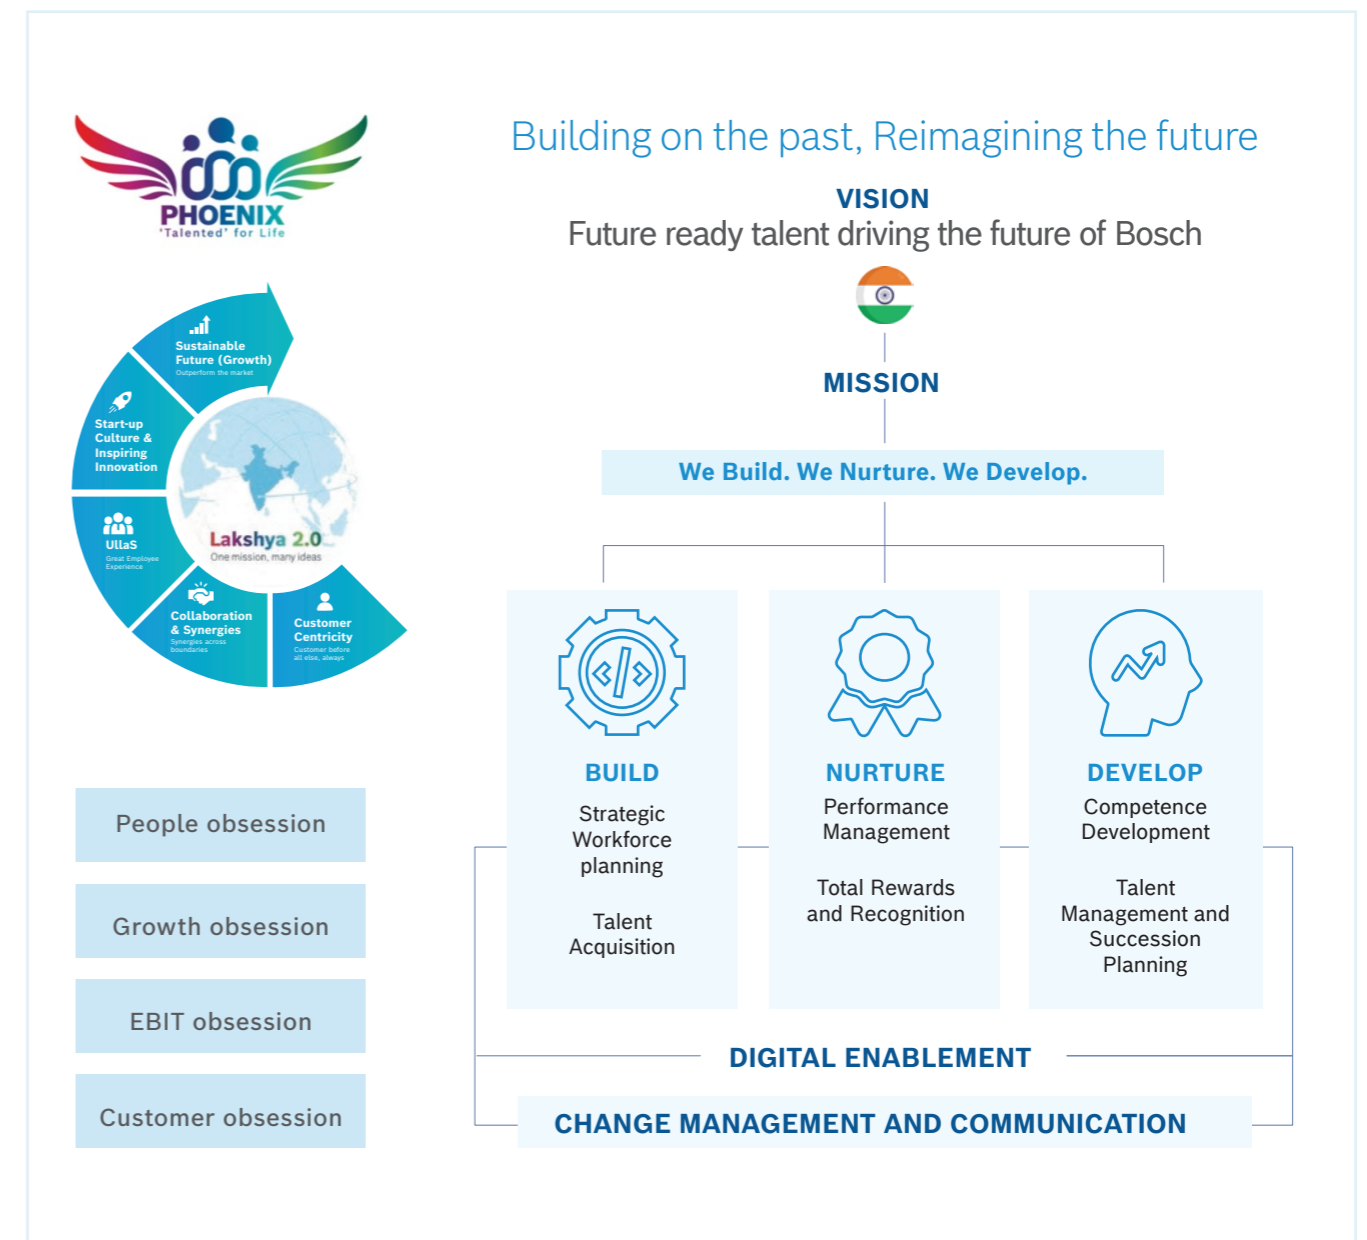 PHOENIX
'Talented' for Life
Building on the past, Reimagining the future
VISION
Future ready talent driving the future of Bosch
MISSION
We Build. We Nurture. We Develop.
Sustainable
Future (Growth)
Outperform the market
Start-up
Culture &
Inspiring
Innovation
UllaS
Great Employee
Experience
Collaboration
& Synergies
Synergies across
boundaries
Customer
Centricity
Customer before
all else, always
Lakshya 2.0
One mission, many ideas
People obsession
Growth obsession
EBIT obsession
Customer obsession
BUILD
Strategic
Workforce
planning
Talent
Acquisition
NURTURE
Performance
Management
Total Rewards
and Recognition
DEVELOP
Competence
Development
Talent
Management and
Succession
Planning
DIGITAL ENABLEMENT
CHANGE MANAGEMENT AND COMMUNICATION